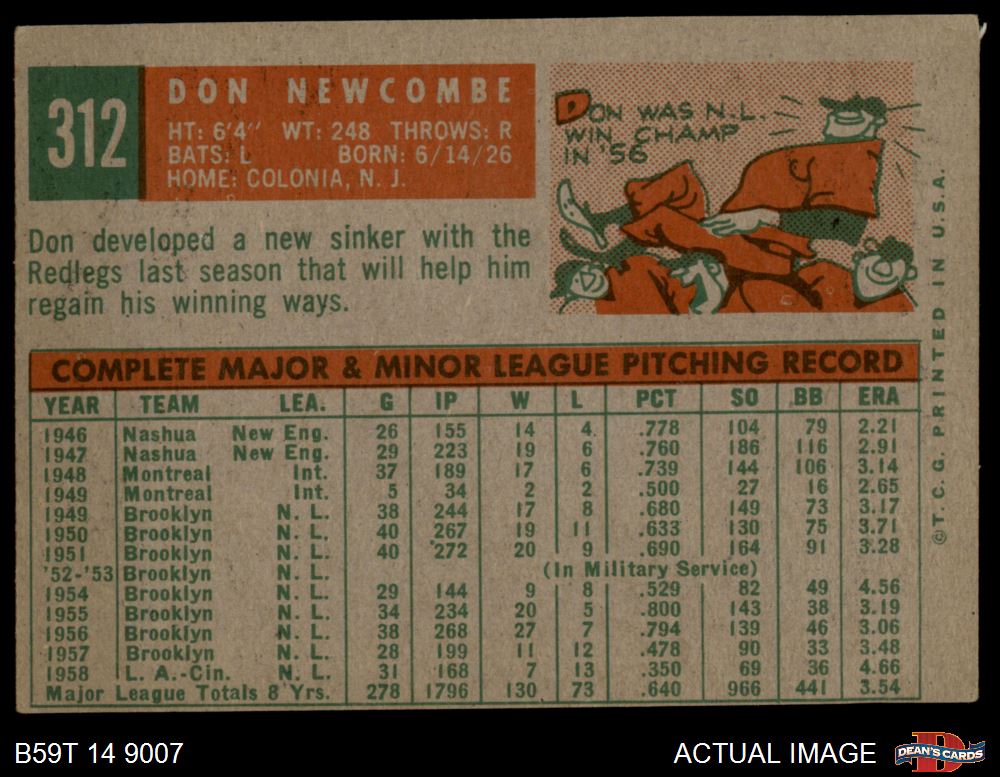 312
DON NEWCOMBE
HT: 6'4" WT: 248 THROWS: R
BATS: L BORN: 6/14/26
HOME: COLONIA, N. J.
DON WAS N.L.
WIN CHAMP
IN '56
Don developed a new sinker with the
Redlegs last season that will help him
regain his winning ways.
COMPLETE MAJOR & MINOR LEAGUE PITCHING RECORD
YEAR TEAM LEA. G IP W L PCT SO BB ERA
1946 Nashua New Eng. 26 155 14 4 .778 104 79 2.21
1947 Nashua New Eng. 29 223 19 6 .760 186 116 2.91
1948 Montreal Int. 37 189 17 6 .739 144 106 3.14
1949 Montreal Int. 5 34 2 2 .500 27 16 2.65
1949 Brooklyn N. L. 38 244 17 8 .680 149 73 3.17
1950 Brooklyn N. L. 40 267 19 11 .633 130 75 3.71
1951 Brooklyn N. L. 40 272 20 9 .690 164 91 3.28
'52-'53 Brooklyn N. L. (In Military Service)
1954 Brooklyn N. L. 29 144 9 8 .529 82 49 4.56
1955 Brooklyn N. L. 34 234 20 5 .800 143 38 3.19
1956 Brooklyn N. L. 38 268 27 7 .794 139 46 3.06
1957 Brooklyn N. L. 28 199 11 12 .478 90 33 3.48
1958 L. A.-Cin. N. L. 31 168 7 13 .350 69 36 4.66
Major League Totals 8 Yrs. 278 1796 130 73 .640 966 441 3.54
©T. C. G. PRINTED IN U.S.A.
B59T 14 9007
ACTUAL IMAGE
D
DEAN'S CARDS